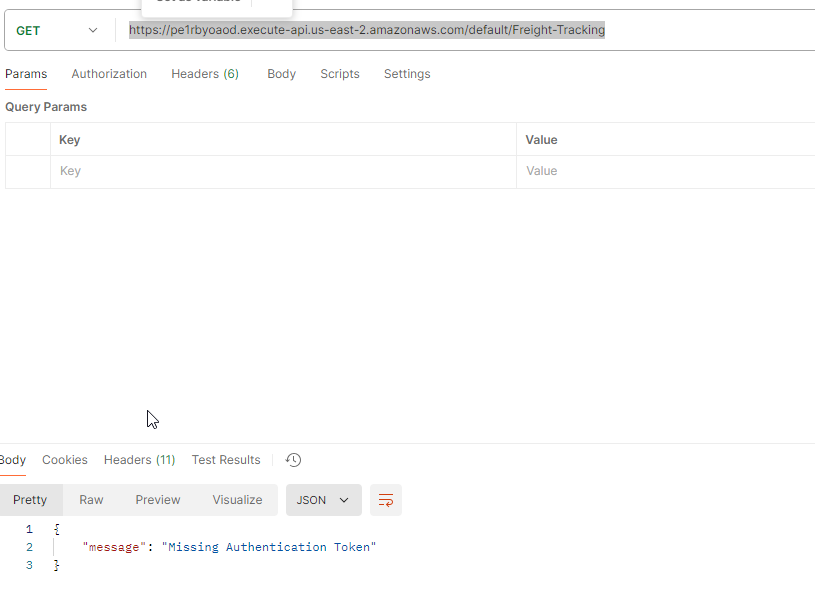 GET https://pe1rbyoaod.execute-api.us-east-2.amazonaws.com/default/Freight-Tracking
Params Authorization Headers (6) Body Scripts Settings
Query Params
Key Value
Key Value
Body Cookies Headers (11) Test Results
Pretty Raw Preview Visualize JSON
1 {
2 "message": "Missing Authentication Token"
3 }